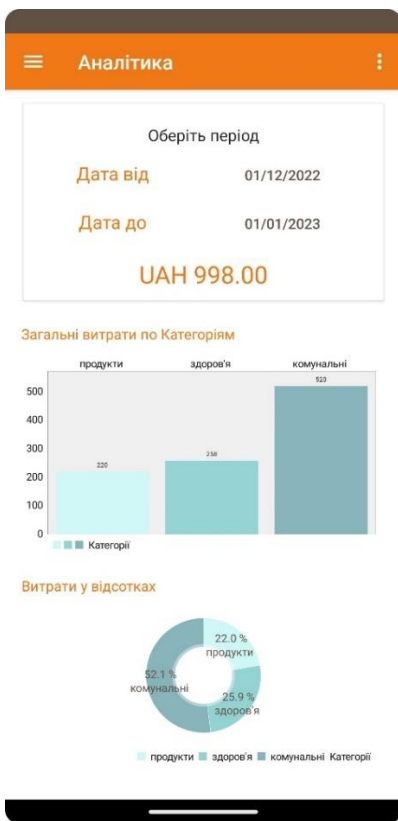 Аналітика
Оберіть період
Дата від 01/12/2022
Дата до 01/01/2023
UAH 998.00
Загальні витрати по Категоріям
продукти здоров'я комунальні
520
500
400
300
258
220
200
100
0
Категорії
Витрати у відсотках
22.0 %
продукти
52.1 %
комунальні
25.9 %
здоров'я
продукти здоров'я комунальні Категорії